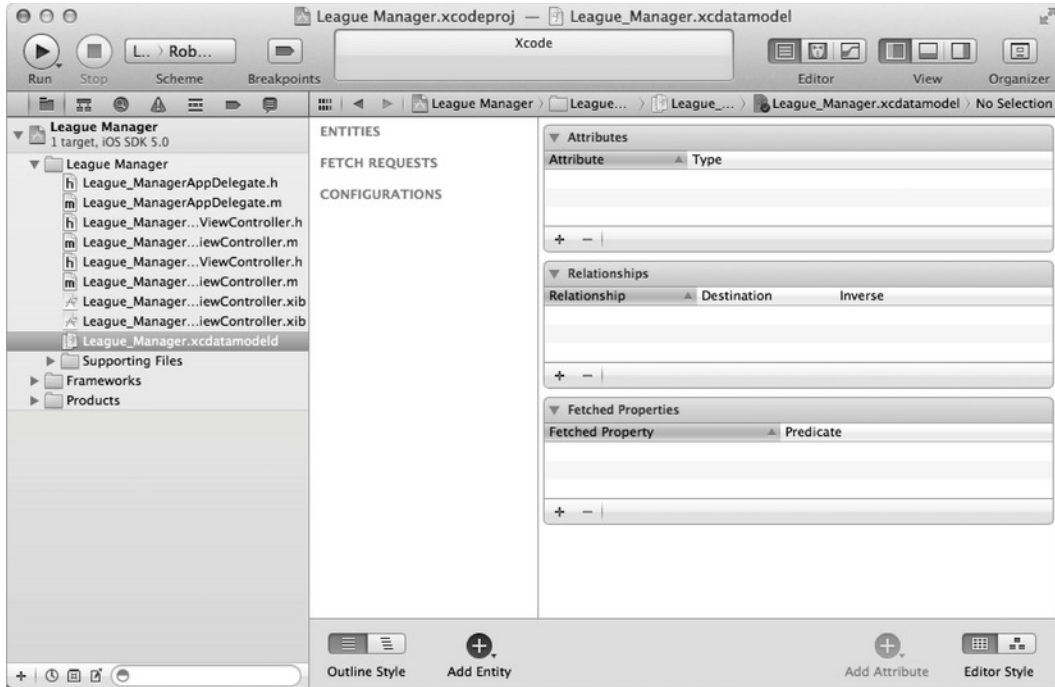 League Manager.xcodeproj — League_Manager.xcdatamodel
L.. › Rob...
Xcode
Run Stop Scheme Breakpoints Editor View Organizer
League Manager › League... › League_... › League_Manager.xcdatamodel › No Selection
League Manager
1 target, iOS SDK 5.0
League Manager
h League_ManagerAppDelegate.h
m League_ManagerAppDelegate.m
h League_Manager...ViewController.h
m League_Manager...iewController.m
h League_Manager...ViewController.h
m League_Manager...iewController.m
League_Manager...iewController.xib
League_Manager...iewController.xib
League_Manager.xcdatamodeld
Supporting Files
Frameworks
Products
ENTITIES
FETCH REQUESTS
CONFIGURATIONS
Attributes
Attribute Type
Relationships
Relationship Destination Inverse
Fetched Properties
Fetched Property Predicate
Outline Style Add Entity Add Attribute Editor Style